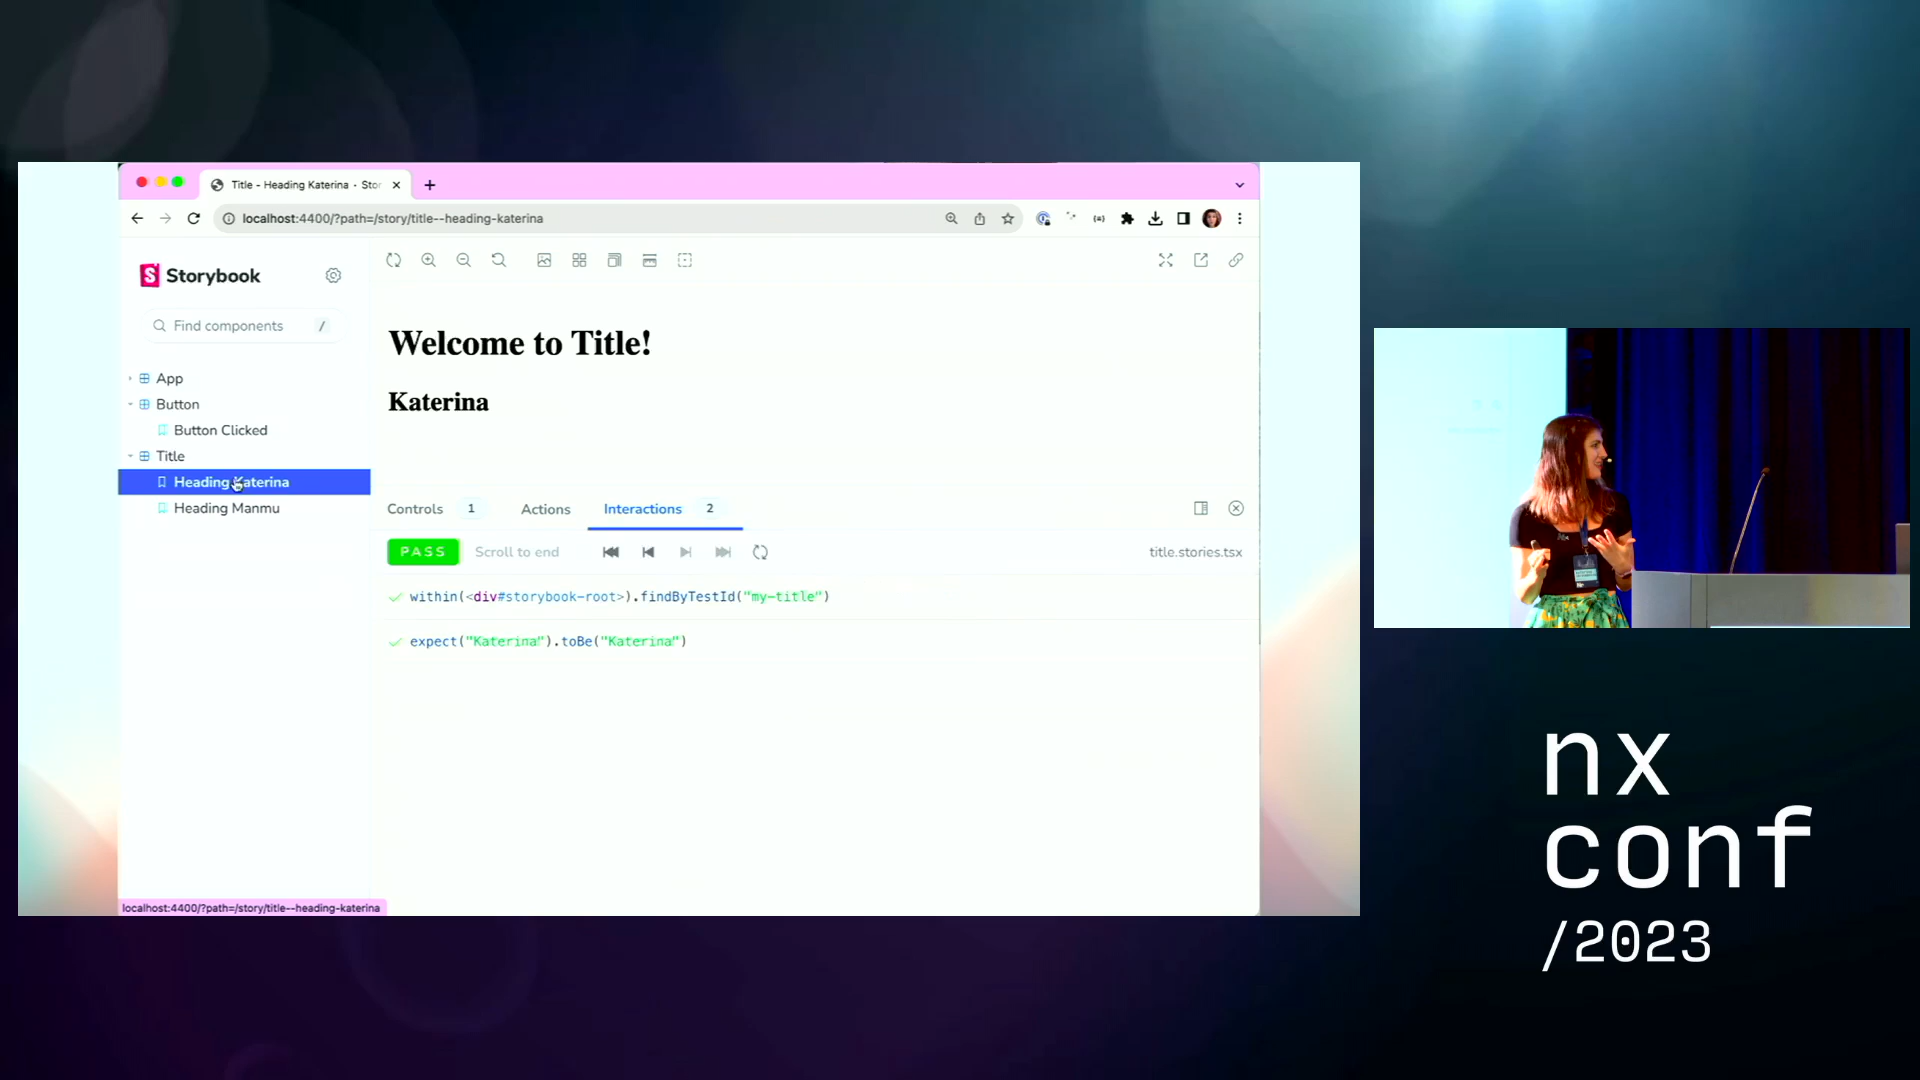 Title - Heading Katerina - Stor
localhost:4400/?path=/story/title--heading-katerina
Storybook
Find components /
App
Button
Button Clicked
Title
Heading Katerina
Heading Manmu
Welcome to Title!
Katerina
Controls 1 Actions Interactions 2
PASS Scroll to end title.stories.tsx
within(<div#storybook-root>).findByTestId("my-title")
expect("Katerina").toBe("Katerina")
localhost:4400/?path=/story/title--heading-katerina
nx
conf
/2023